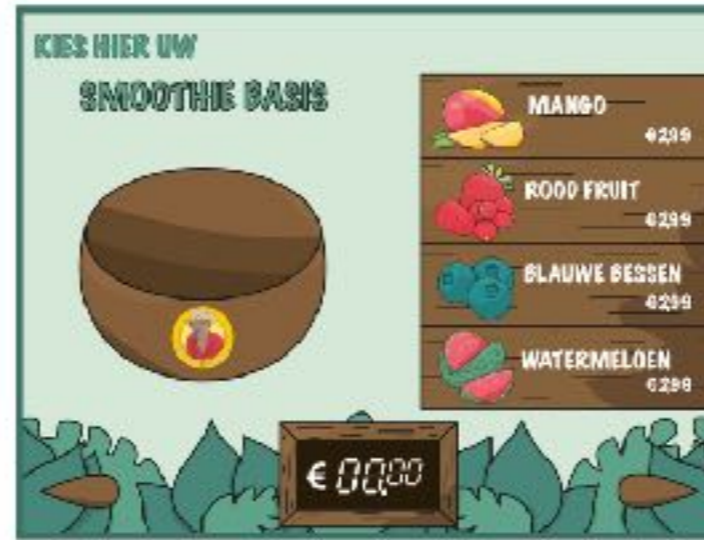 KIES HIER UW
SMOOTHIE BASIS
MANGO
€2,99
ROOD FRUIT
€2,99
BLAUWE BESSEN
€2,99
WATERMELOEN
€2,99
€ 00,00